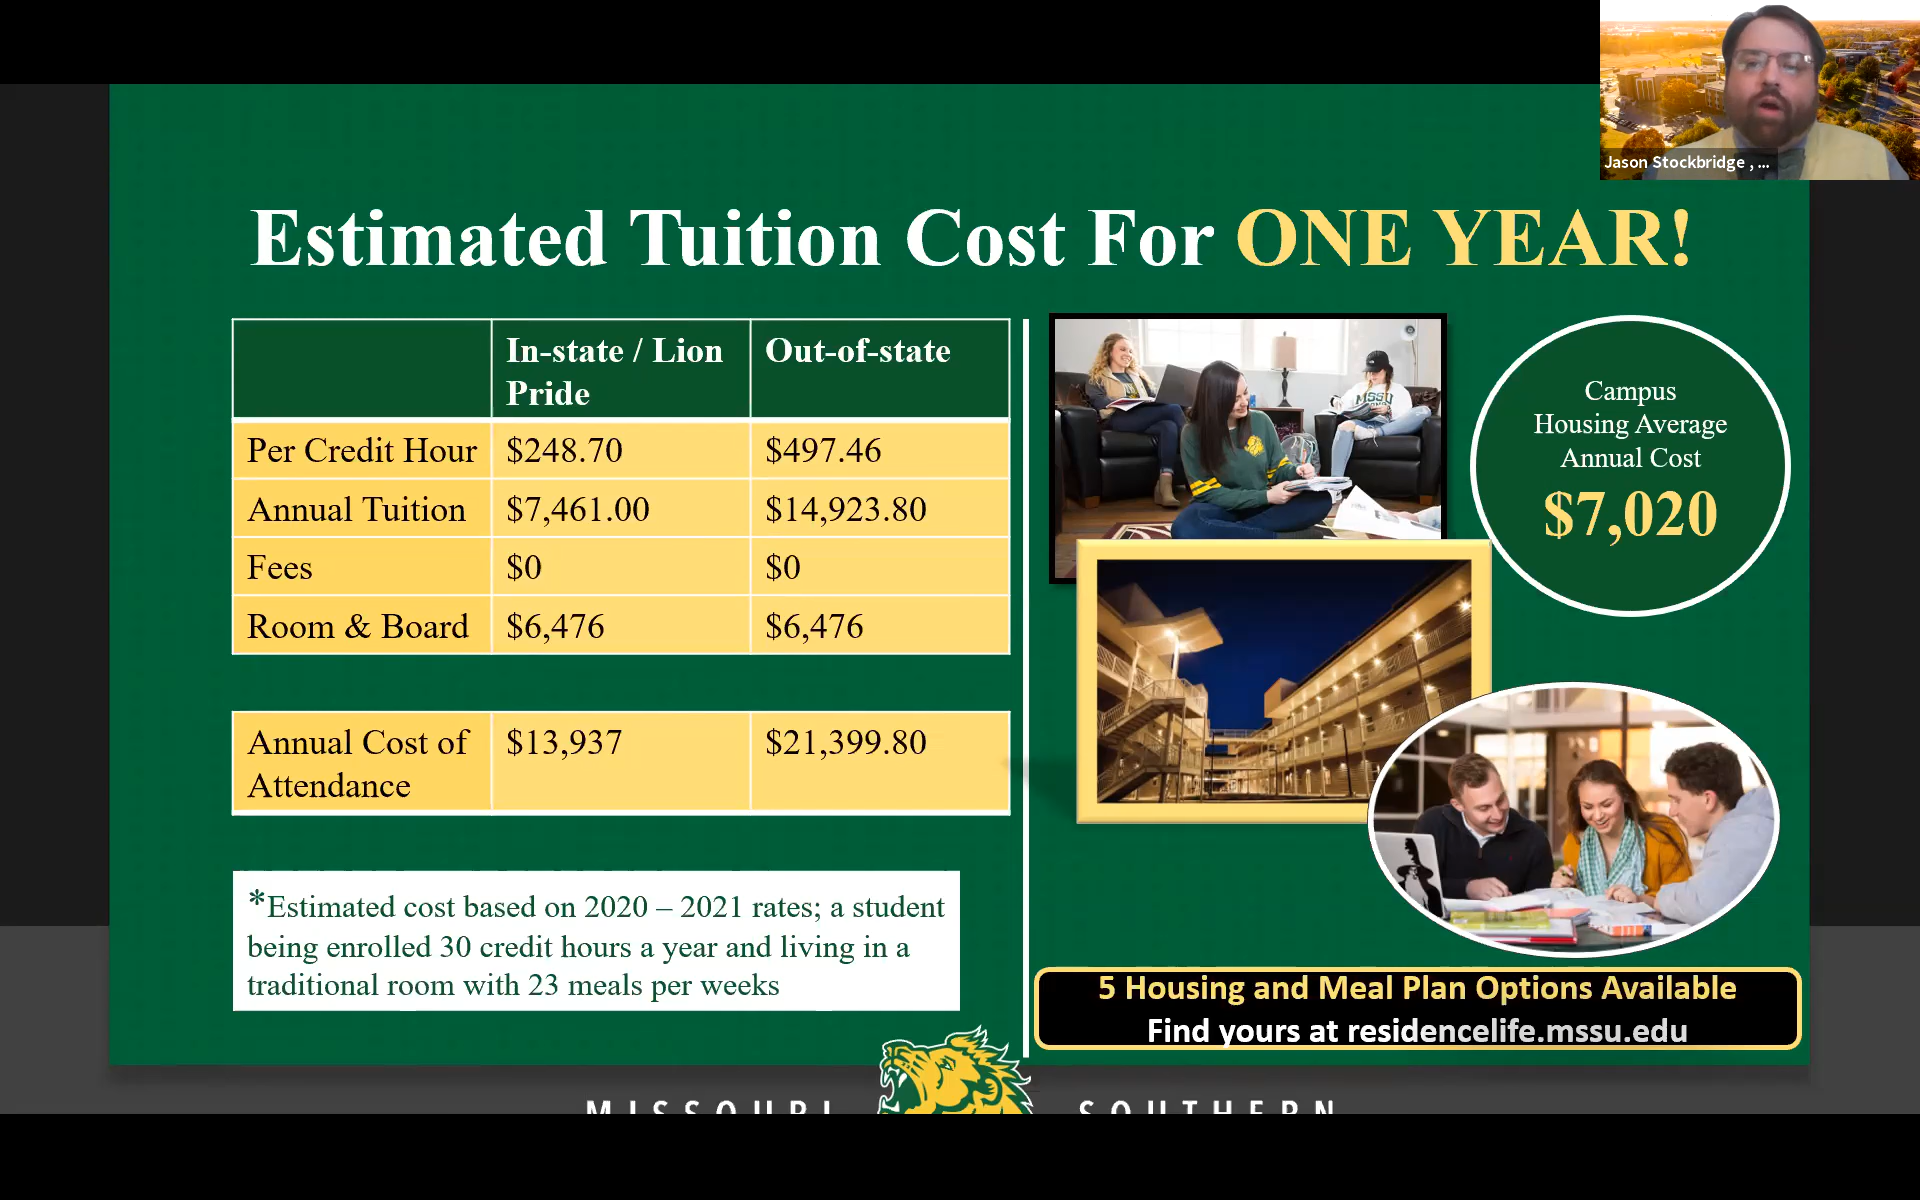 Jason Stockbridge , ...
Estimated Tuition Cost For ONE YEAR!
In-state / Lion Pride Out-of-state
Per Credit Hour $248.70 $497.46
Annual Tuition $7,461.00 $14,923.80
Fees $0 $0
Room & Board $6,476 $6,476
Annual Cost of Attendance $13,937 $21,399.80
*Estimated cost based on 2020 – 2021 rates; a student
being enrolled 30 credit hours a year and living in a
traditional room with 23 meals per weeks
MSSU
Campus
Housing Average
Annual Cost
$7,020
5 Housing and Meal Plan Options Available
Find yours at residencelife.mssu.edu
MISSOURI SOUTHERN